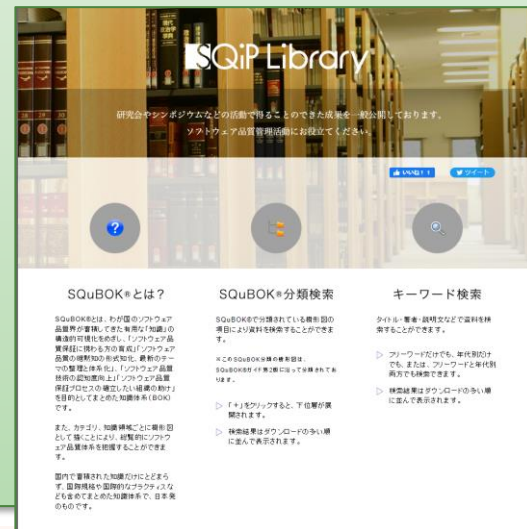 SQiP Library
研究会やシンポジウムなどの活動で得ることのできた成果を一般公開しております。
ソフトウェア品質管理活動にお役立てください。
いいね！ 1
ツイート
SQuBOK®とは？
SQuBOK®とは、わが国のソフトウェア
品質界が蓄積してきた有用な「知識」の
構造的可視化をめざし、「ソフトウェア品
質保証に携わる方の育成」「ソフトウェア
品質の暗黙知の形式知化、最新のテー
マの整理と体系化」、「ソフトウェア品質
技術の認知度向上」「ソフトウェア品質
保証プロセスの確立したい組織の助け」
を目的としてまとめた知識体系（BOK）
です。
また、カテゴリ、知識領域ごとに樹形図
として描くことにより、総覧的にソフトウ
ェア品質体系を把握することができま
す。
国内で蓄積された知識だけにとどまら
ず、国際規格や国際的なプラクティスな
ども含めてまとめた知識体系で、日本発
のものです。
SQuBOK®分類検索
SQuBOK®で分類されている樹形図の
項目により資料を検索することができま
す。
※このSQuBOK分類の樹形図は、
SQuBOKガイド第2版に沿って分類されてお
ります。
▷ 「+」をクリックすると、下位層が展
開されます。
▷ 検索結果はダウンロードの多い順
に並んで表示されます。
キーワード検索
タイトル・著者・説明文などで資料を検
索することができます。
▷ フリーワードだけでも、年代別だけ
でも、または、フリーワードと年代別
両方でも検索できます。
▷ 検索結果はダウンロードの多い順
に並んで表示されます。